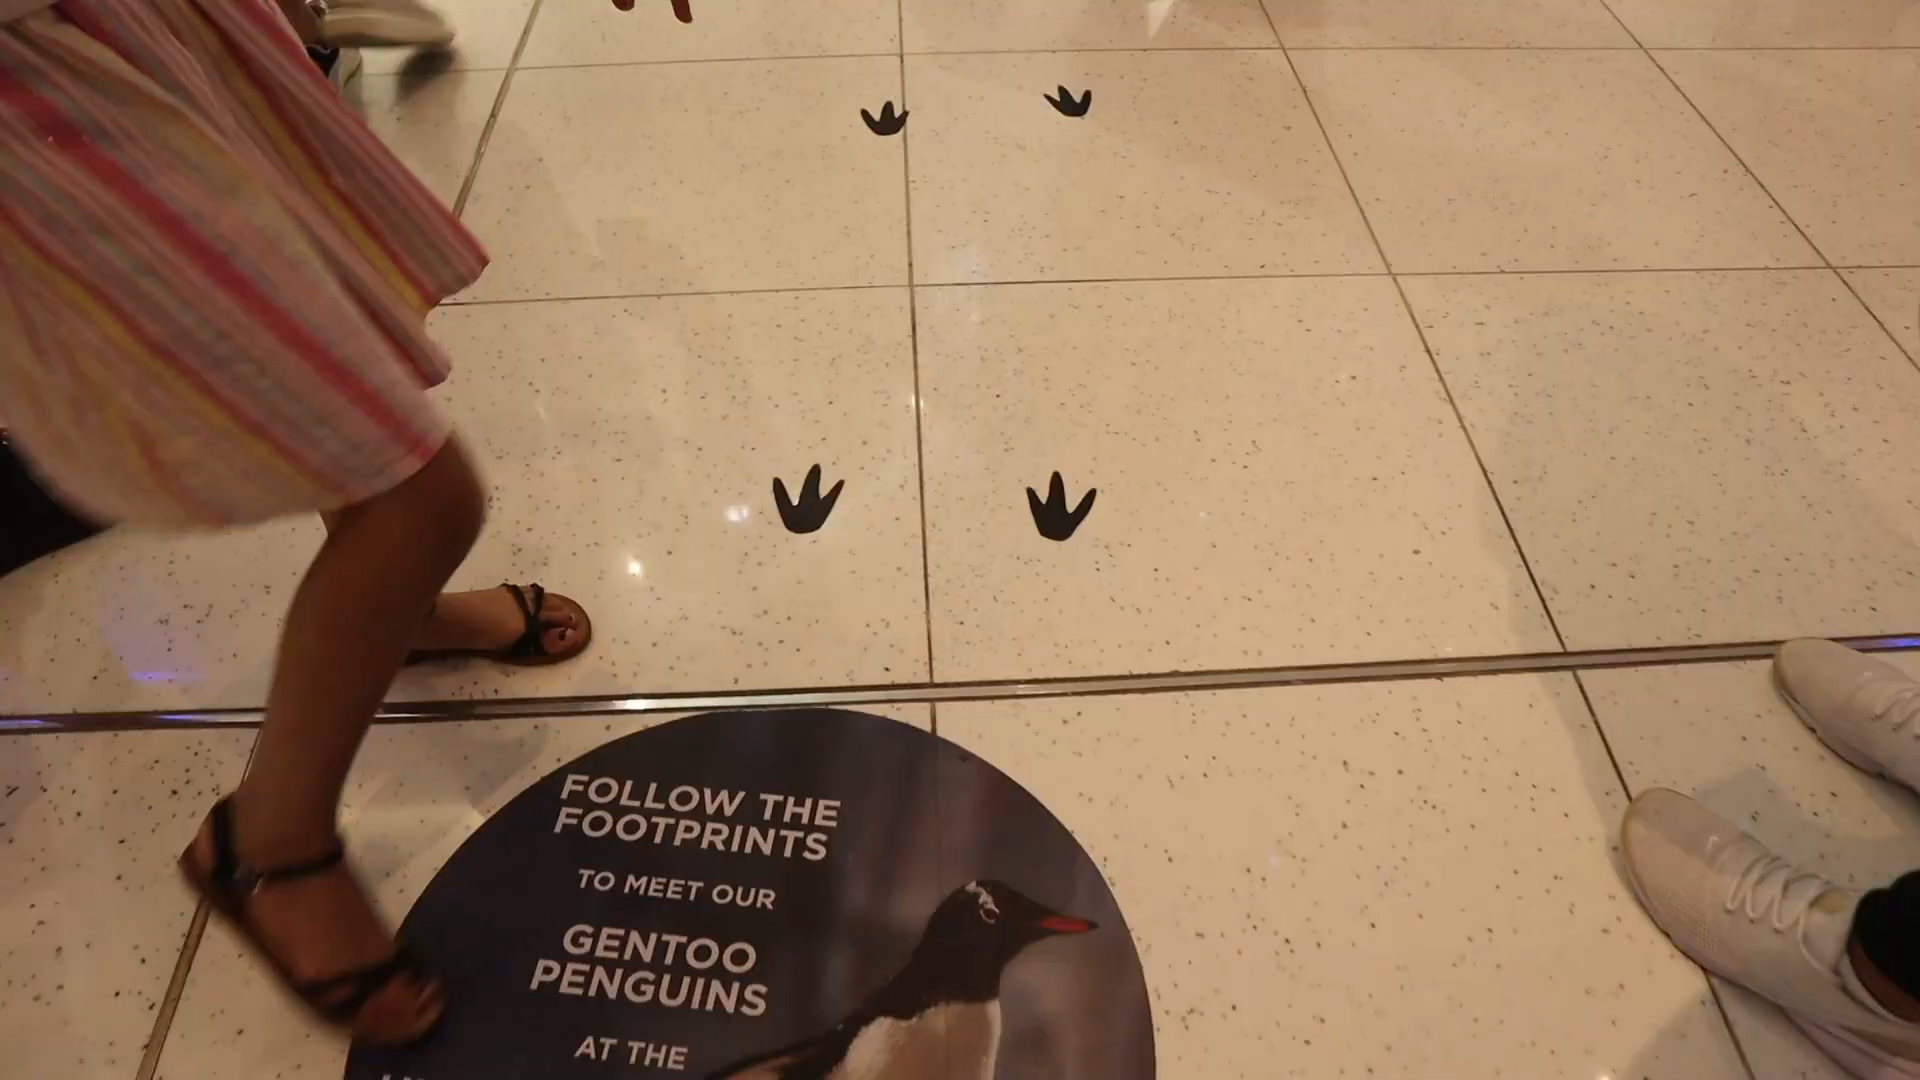 FOLLOW THE
FOOTPRINTS
TO MEET OUR
GENTOO
PENGUINS
AT THE